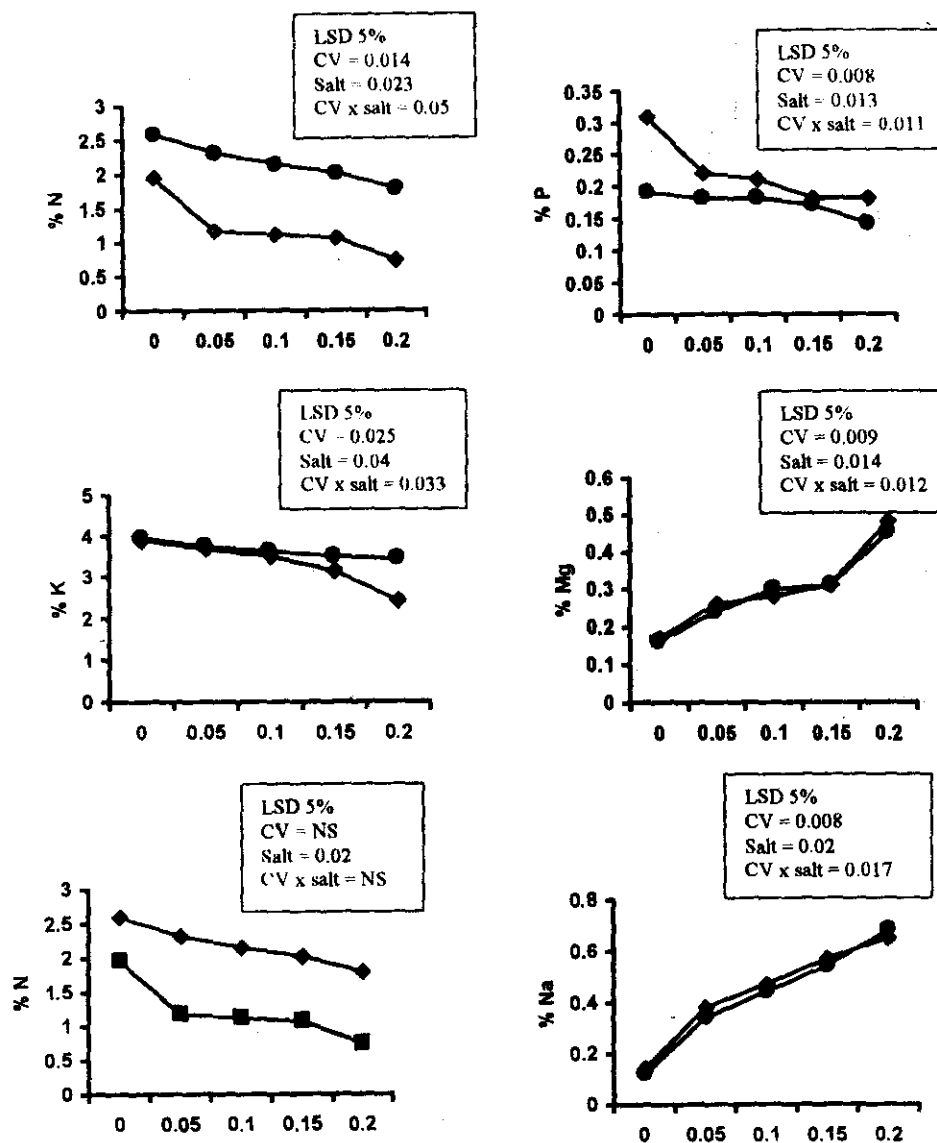 LSD 5%
CV = 0.014
Salt = 0.023
CV x salt = 0.05
3
2.5
2
1.5
1
0.5
0
% N
0 0.05 0.1 0.15 0.2
LSD 5%
CV = 0.008
Salt = 0.013
CV x salt = 0.011
0.35
0.3
0.25
0.2
0.15
0.1
0.05
0
% P
0 0.05 0.1 0.15 0.2
LSD 5%
CV = 0.025
Salt = 0.04
CV x salt = 0.033
5
4
3
2
1
0
% K
0 0.05 0.1 0.15 0.2
LSD 5%
CV = 0.009
Salt = 0.014
CV x salt = 0.012
0.6
0.5
0.4
0.3
0.2
0.1
0
% Mg
0 0.05 0.1 0.15 0.2
LSD 5%
CV = NS
Salt = 0.02
CV x salt = NS
3
2.5
2
1.5
1
0.5
0
% N
0 0.05 0.1 0.15 0.2
LSD 5%
CV = 0.008
Salt = 0.02
CV x salt = 0.017
0.8
0.6
0.4
0.2
0
% Na
0 0.05 0.1 0.15 0.2